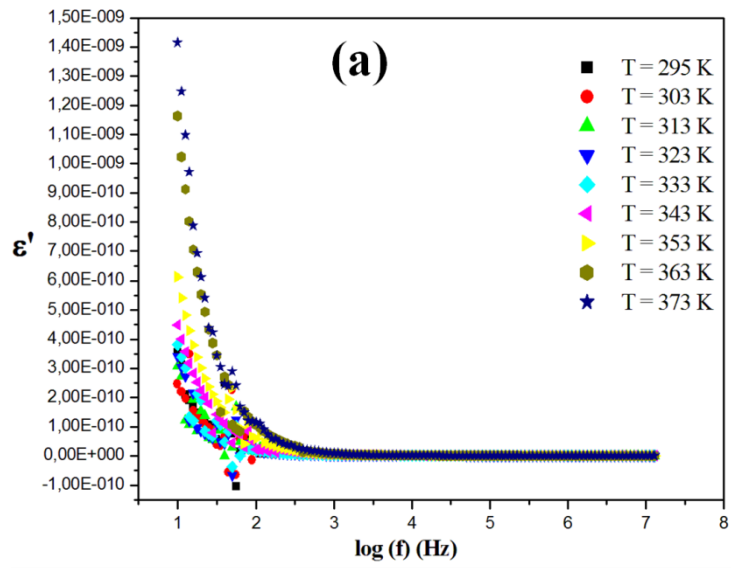 (a)
1,50E-009
1,40E-009
1,30E-009
1,20E-009
1,10E-009
1,00E-009
9,00E-010
8,00E-010
7,00E-010
6,00E-010
5,00E-010
4,00E-010
3,00E-010
2,00E-010
1,00E-010
0,00E+000
-1,00E-010
ε'
T = 295 K
T = 303 K
T = 313 K
T = 323 K
T = 333 K
T = 343 K
T = 353 K
T = 363 K
T = 373 K
0 1 2 3 4 5 6 7 8
log (f) (Hz)